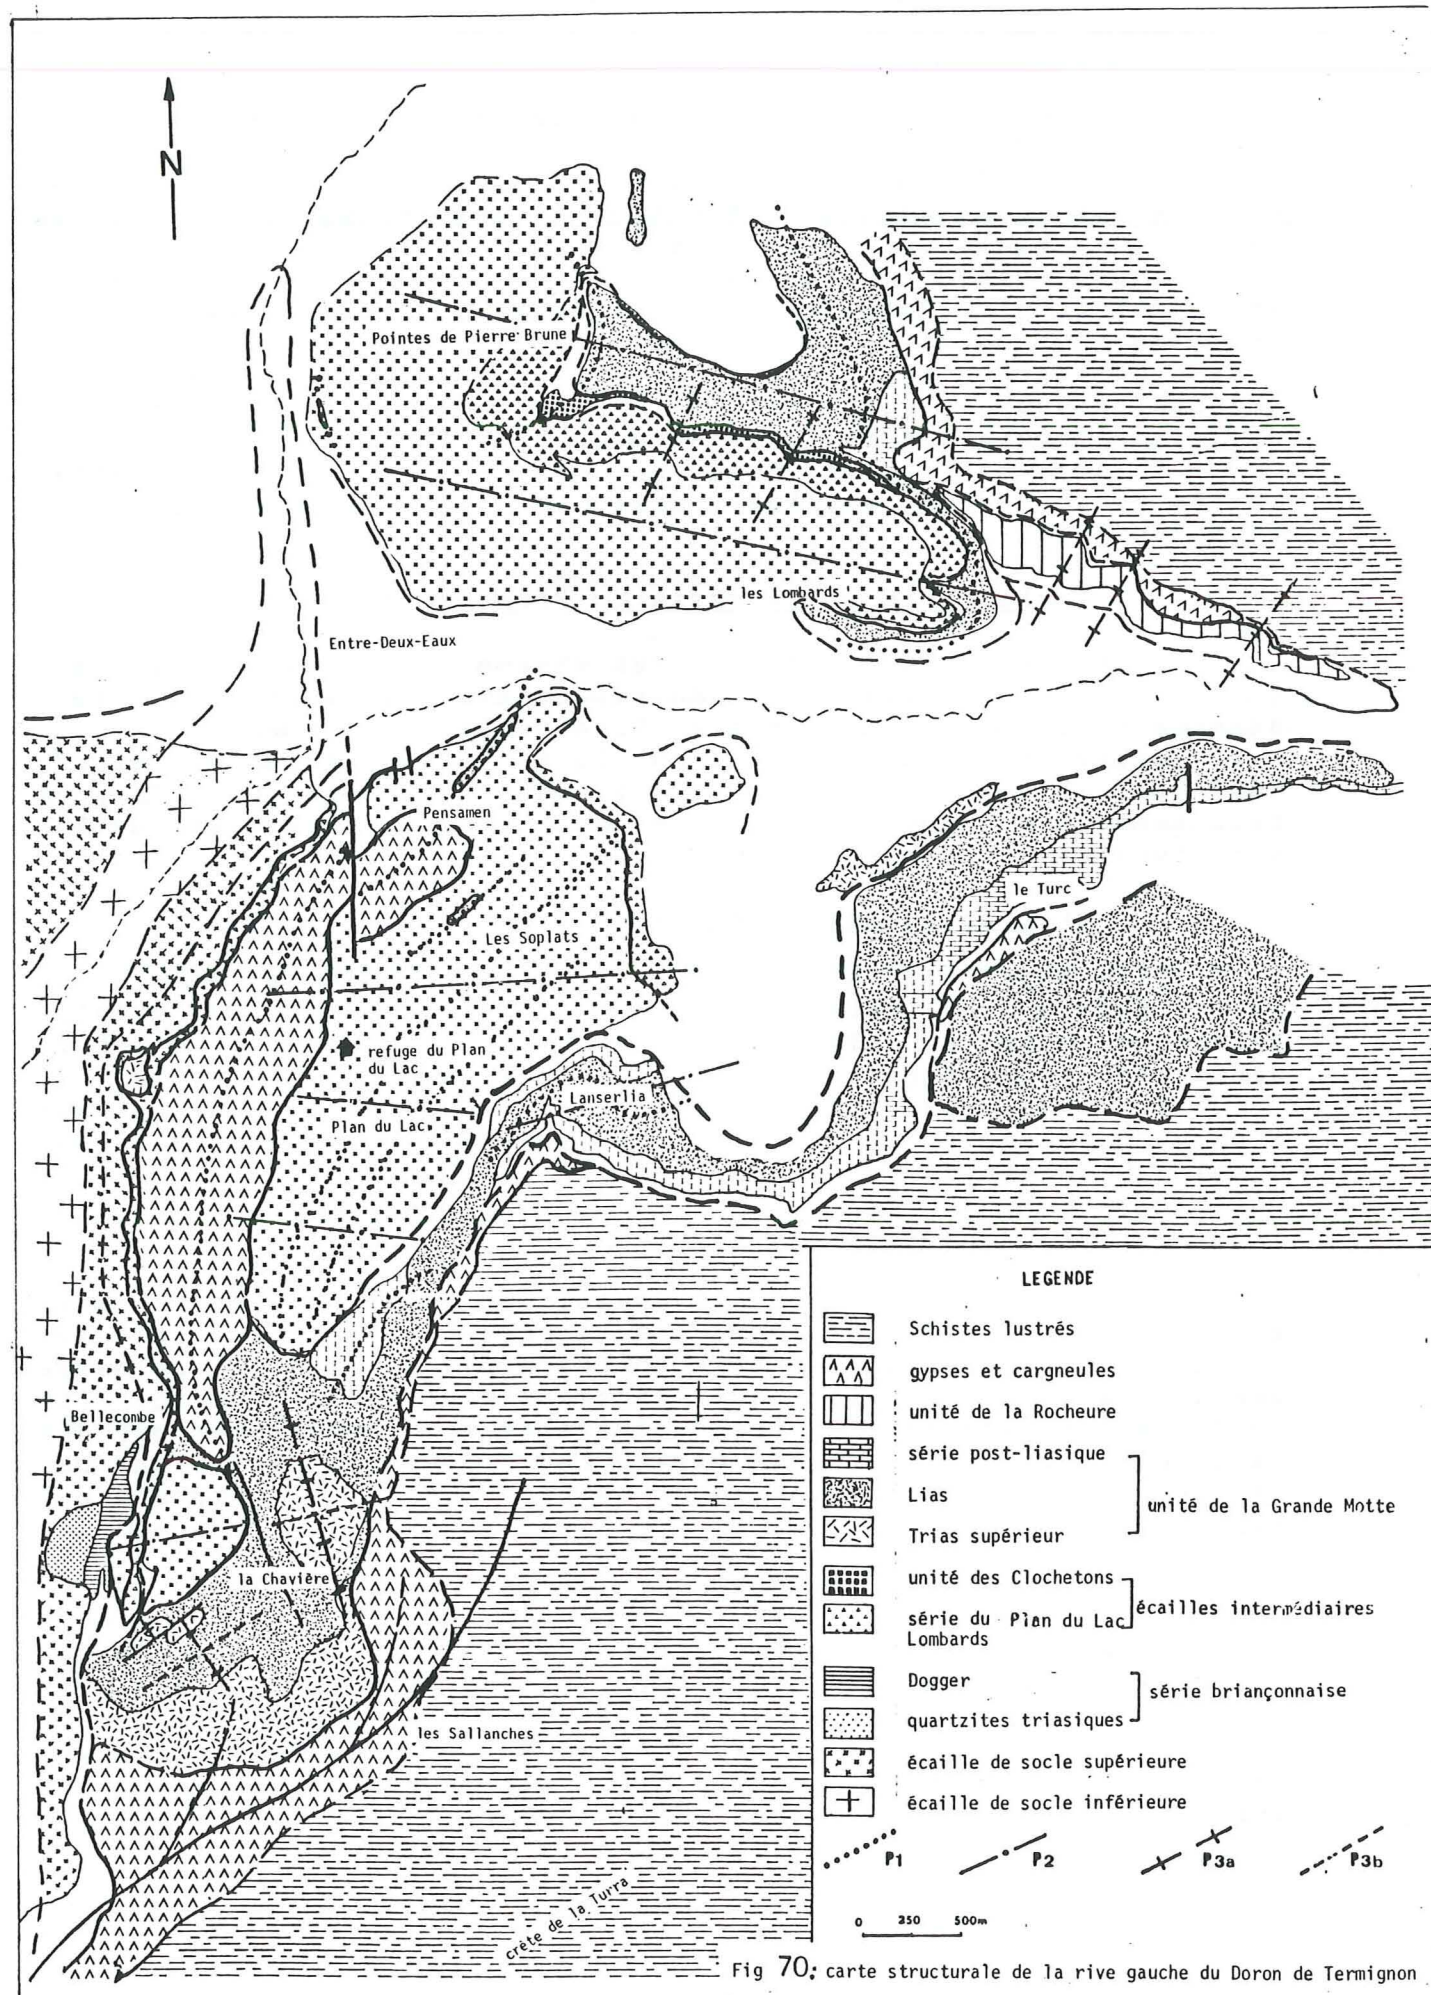 N
Pointes de Pierre Brune
les Lombards
Entre-Deux-Eaux
Pensamen
le Turc
Les Soplats
refuge du Plan
du Lac
Lanserlia
Plan du Lac
Bellecombe
la Chavière
les Sallanches
crête de la Turra
LEGENDE
Schistes lustrés
gypses et cargneules
unité de la Rocheure
série post-liasique
Lias
unité de la Grande Motte
Trias supérieur
unité des Clochetons
écailles intermédiaires
série du Plan du Lac
Lombards
Dogger
série briançonnaise
quartzites triasiques
écaille de socle supérieure
écaille de socle inférieure
P1 P2 P3a P3b
0 250 500m
Fig 70: carte structurale de la rive gauche du Doron de Termignon